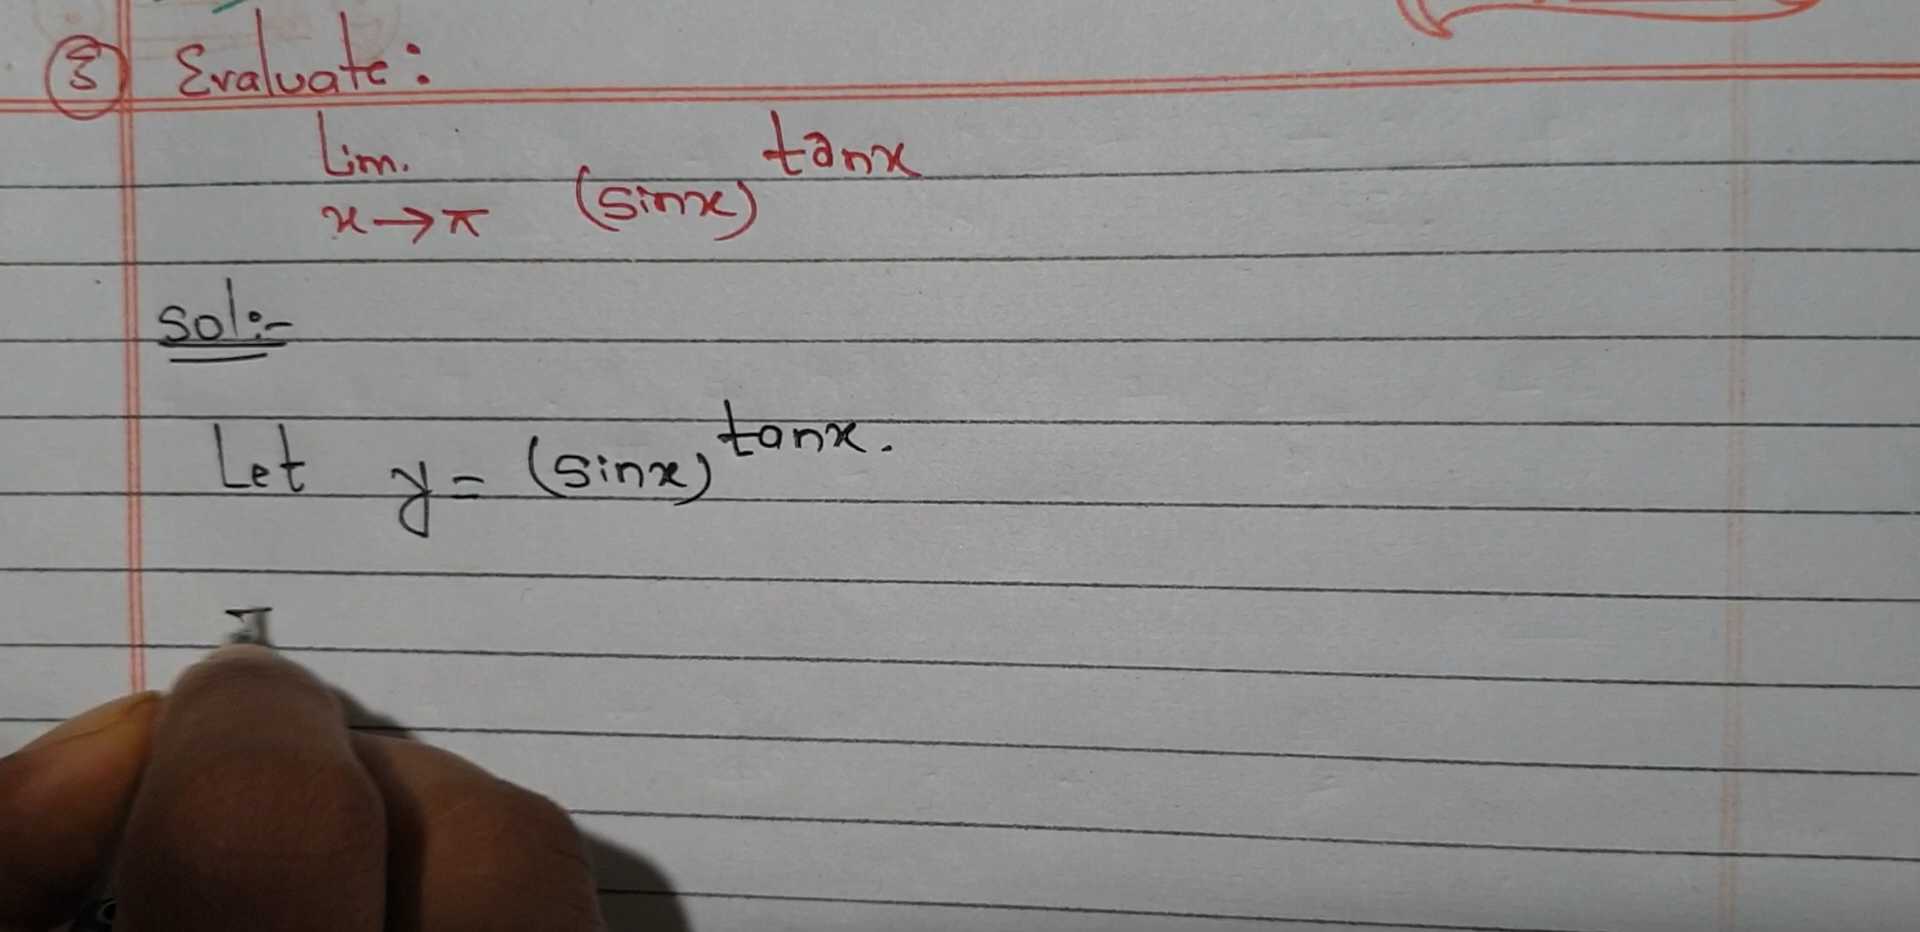 ③ Evaluate:
Lim. x→π (sinx)^tanx
Sol:-
Let y = (sinx)^tanx.